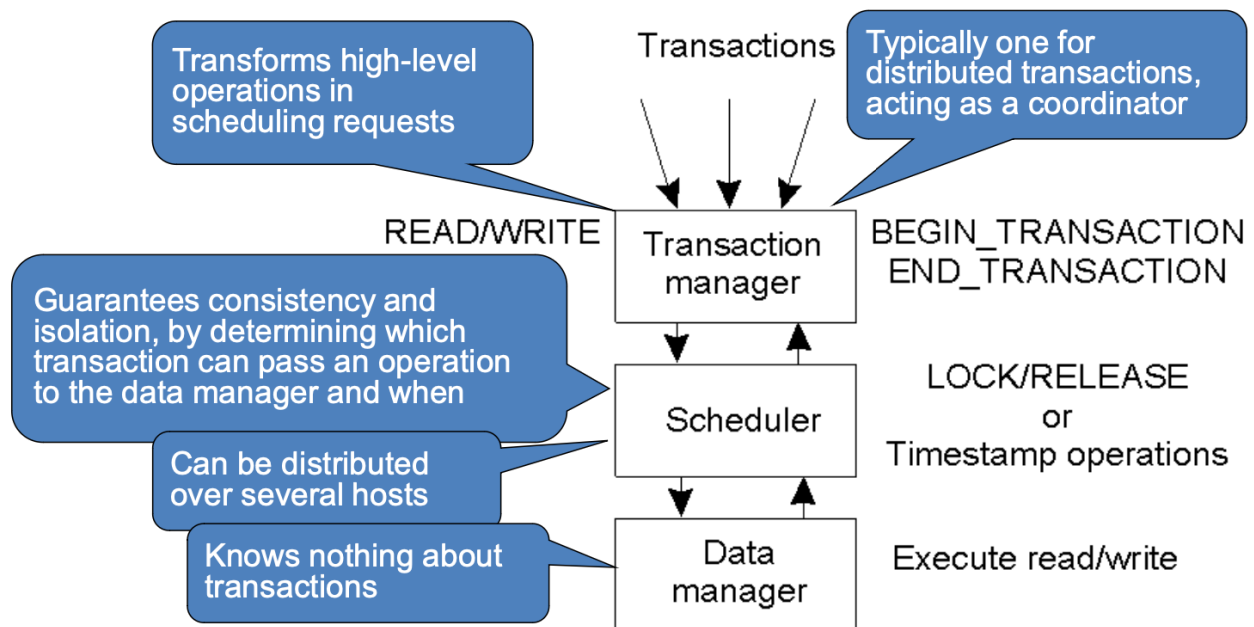 Transforms high-level
operations in
scheduling requests
Transactions
Typically one for
distributed transactions,
acting as a coordinator
READ/WRITE
Transaction
manager
BEGIN_TRANSACTION
END_TRANSACTION
Guarantees consistency and
isolation, by determining which
transaction can pass an operation
to the data manager and when
Scheduler
LOCK/RELEASE
or
Timestamp operations
Can be distributed
over several hosts
Knows nothing about
transactions
Data
manager
Execute read/write